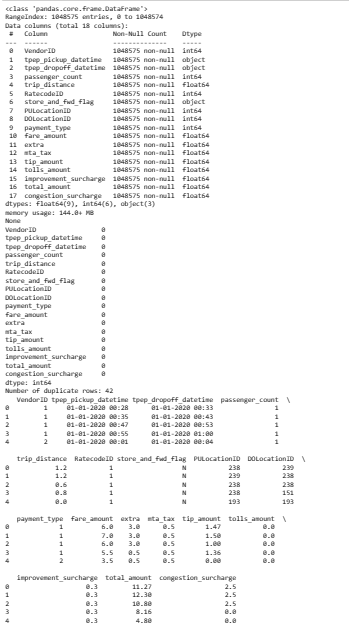 <class 'pandas.core.frame.DataFrame'>
RangeIndex: 1048575 entries, 0 to 1048574
Data columns (total 18 columns):
#   Column                 Non-Null Count    Dtype
---  ------                 --------------    -----
0   VendorID               1048575 non-null  int64
1   tpep_pickup_datetime   1048575 non-null  object
2   tpep_dropoff_datetime  1048575 non-null  object
3   passenger_count        1048575 non-null  int64
4   trip_distance          1048575 non-null  float64
5   RatecodeID             1048575 non-null  int64
6   store_and_fwd_flag     1048575 non-null  object
7   PULocationID           1048575 non-null  int64
8   DOLocationID           1048575 non-null  int64
9   payment_type           1048575 non-null  int64
10  fare_amount            1048575 non-null  float64
11  extra                  1048575 non-null  float64
12  mta_tax                1048575 non-null  float64
13  tip_amount             1048575 non-null  float64
14  tolls_amount           1048575 non-null  float64
15  improvement_surcharge  1048575 non-null  float64
16  total_amount           1048575 non-null  float64
17  congestion_surcharge   1048575 non-null  float64
dtypes: float64(9), int64(6), object(3)
memory usage: 144.0+ MB
None
VendorID                 0
tpep_pickup_datetime     0
tpep_dropoff_datetime    0
passenger_count          0
trip_distance            0
RatecodeID               0
store_and_fwd_flag       0
PULocationID             0
DOLocationID             0
payment_type             0
fare_amount              0
extra                    0
mta_tax                  0
tip_amount               0
tolls_amount             0
improvement_surcharge    0
total_amount             0
congestion_surcharge     0
dtype: int64
Number of duplicate rows: 42
VendorID tpep_pickup_datetime tpep_dropoff_datetime  passenger_count  \
0         1     01-01-2020 00:28      01-01-2020 00:33                1
1         1     01-01-2020 00:35      01-01-2020 00:43                1
2         1     01-01-2020 00:47      01-01-2020 00:53                1
3         1     01-01-2020 00:55      01-01-2020 01:00                1
4         2     01-01-2020 00:01      01-01-2020 00:04                1
trip_distance  RatecodeID store_and_fwd_flag  PULocationID  DOLocationID  \
0            1.2           1                  N           238           239
1            1.2           1                  N           239           238
2            0.6           1                  N           238           238
3            0.8           1                  N           238           151
4            0.0           1                  N           193           193
payment_type  fare_amount  extra  mta_tax  tip_amount  tolls_amount  \
0             1          6.0    3.0      0.5        1.47           0.0
1             1          7.0    3.0      0.5        1.50           0.0
2             1          6.0    3.0      0.5        1.00           0.0
3             1          5.5    0.5      0.5        1.36           0.0
4             2          3.5    0.5      0.5        0.00           0.0
improvement_surcharge  total_amount  congestion_surcharge
0                    0.3         11.27                   2.5
1                    0.3         12.30                   2.5
2                    0.3         10.80                   2.5
3                    0.3          8.16                   0.0
4                    0.3          4.80                   0.0